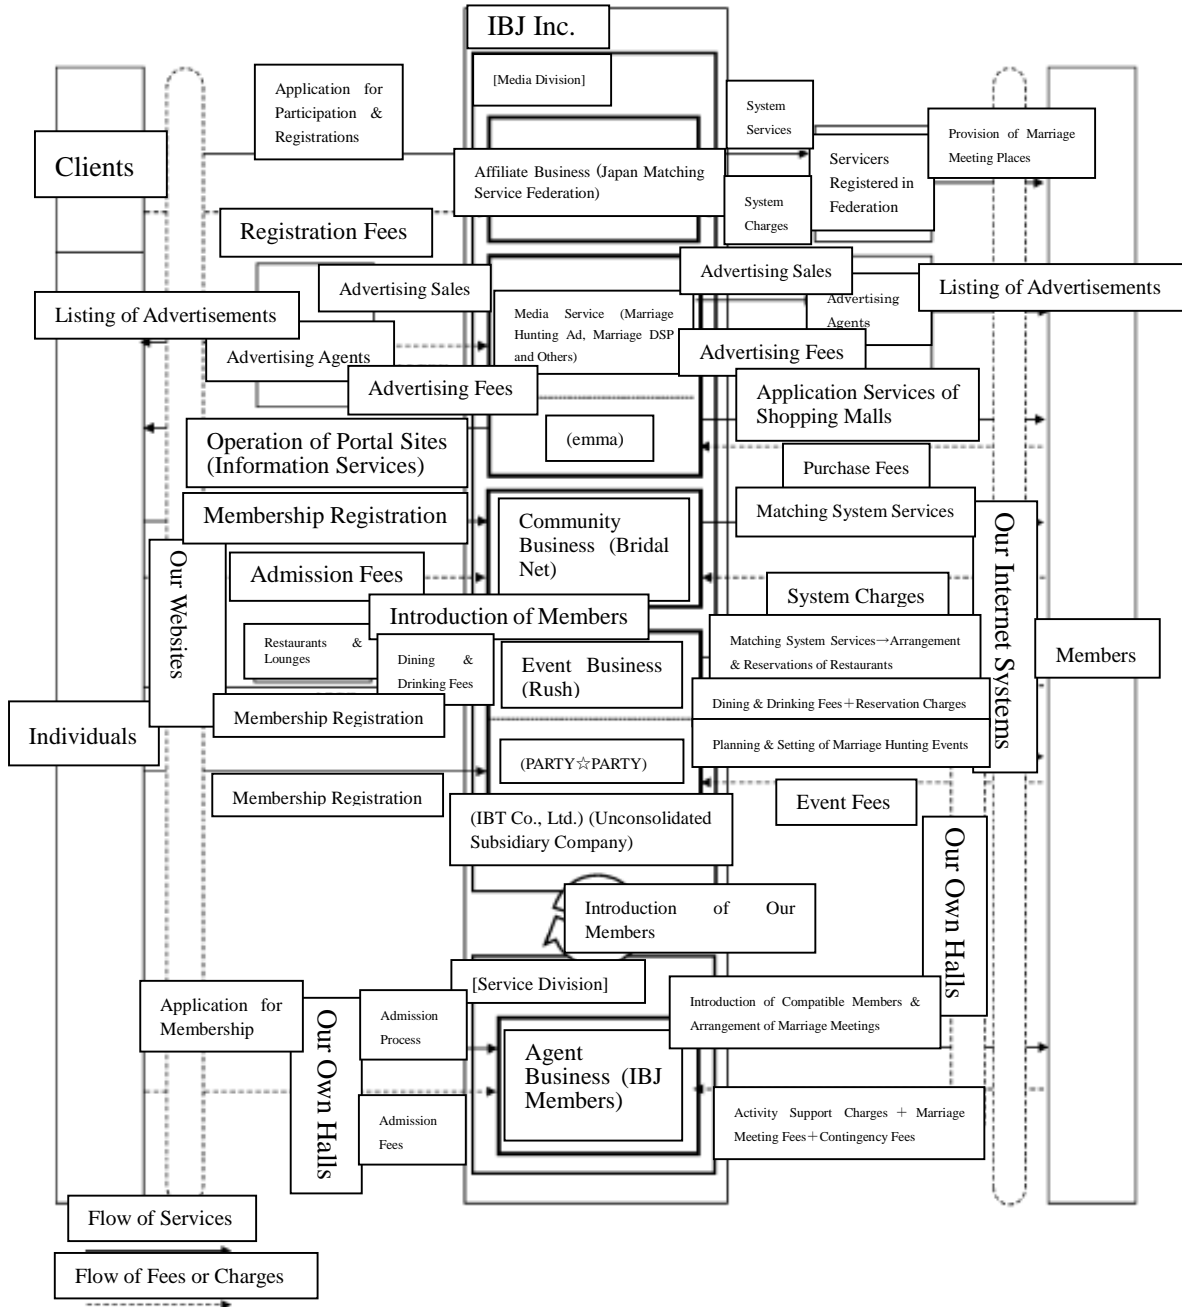 IBJ Inc.
[Media Division]
Application for
Participation &
Registrations
System
Services
Provision of Marriage
Meeting Places
Clients
Affiliate Business (Japan Matching
Service Federation)
Servicers
Registered in
Federation
System
Charges
Registration Fees
Advertising Sales
Advertising Sales
Listing of Advertisements
Listing of Advertisements
Media Service (Marriage
Hunting Ad, Marriage DSP
and Others)
Advertising
Agents
Advertising Agents
Advertising Fees
Advertising Fees
Application Services of
Shopping Malls
Operation of Portal Sites
(Information Services)
(emma)
Purchase Fees
Membership Registration
Matching System Services
Community
Business (Bridal
Net)
Our Websites
Our Internet Systems
Admission Fees
System Charges
Introduction of Members
Restaurants &
Lounges
Dining &
Drinking Fees
Event Business
(Rush)
Matching System Services→Arrangement
& Reservations of Restaurants
Members
Dining & Drinking Fees+Reservation Charges
Membership Registration
Individuals
Planning & Setting of Marriage Hunting Events
(PARTY☆PARTY)
Membership Registration
Event Fees
(IBT Co., Ltd.) (Unconsolidated
Subsidiary Company)
Our Own Halls
Introduction of Our
Members
[Service Division]
Application for
Membership
Our Own Halls
Admission
Process
Introduction of Compatible Members &
Arrangement of Marriage Meetings
Agent
Business (IBJ
Members)
Admission
Fees
Activity Support Charges + Marriage
Meeting Fees+Contingency Fees
Flow of Services
Flow of Fees or Charges